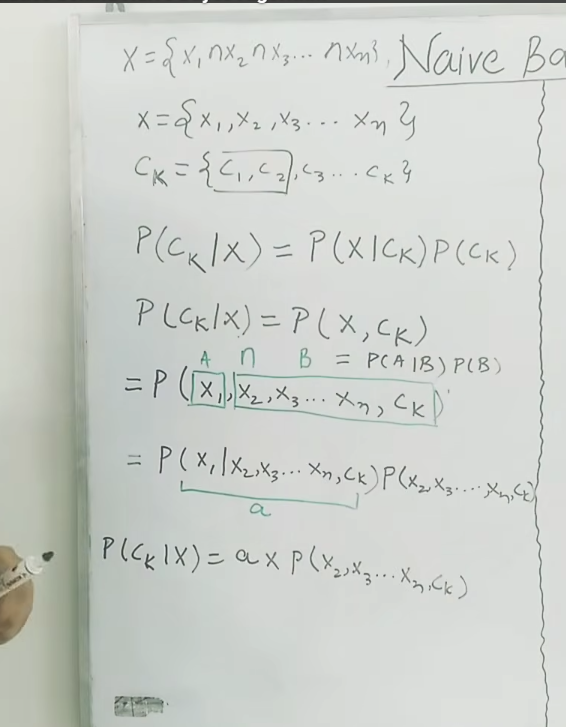 X={x₁ ∩ x₂ ∩ x₃... ∩ xₙ}, Naive Ba
X={x₁, x₂, x₃... xₙ}
Cₖ = {C₁, C₂, C₃... Cₖ}
P(Cₖ|X) = P(X|Cₖ)P(Cₖ)
P(Cₖ|X) = P(X, Cₖ)
A ∩ B = P(A|B) P(B)
= P(x₁, x₂, x₃... xₙ, Cₖ)
= P(x₁|x₂,x₃... xₙ,Cₖ)P(x₂,x₃....,xₙ,Cₖ)
a
P(Cₖ|X) = a x P(x₂,x₃... xₙ,Cₖ)